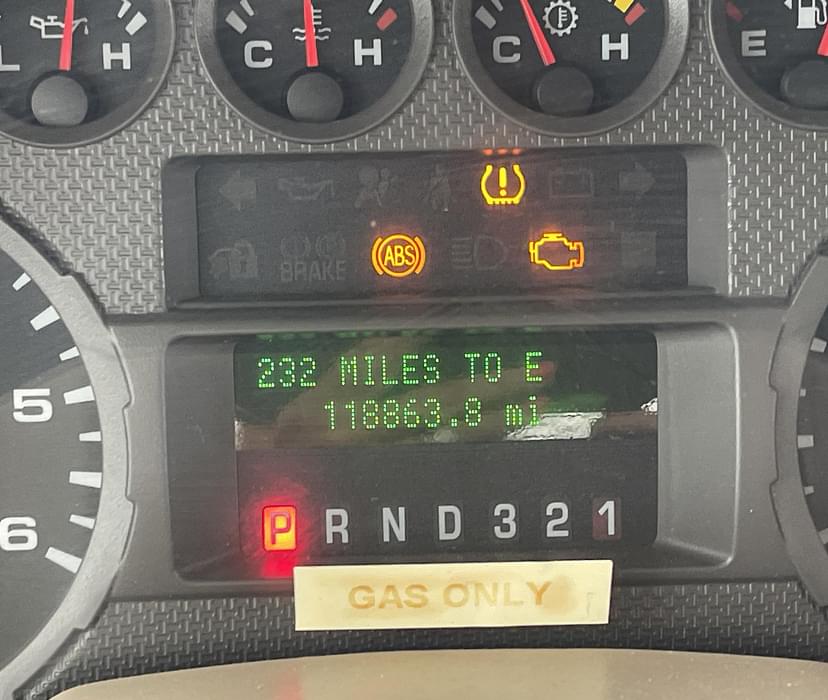 L H
C H
C H
E
BRAKE
ABS
232 MILES TO E
118863.8 mi
5
6
P R N D 3 2 1
GAS ONLY